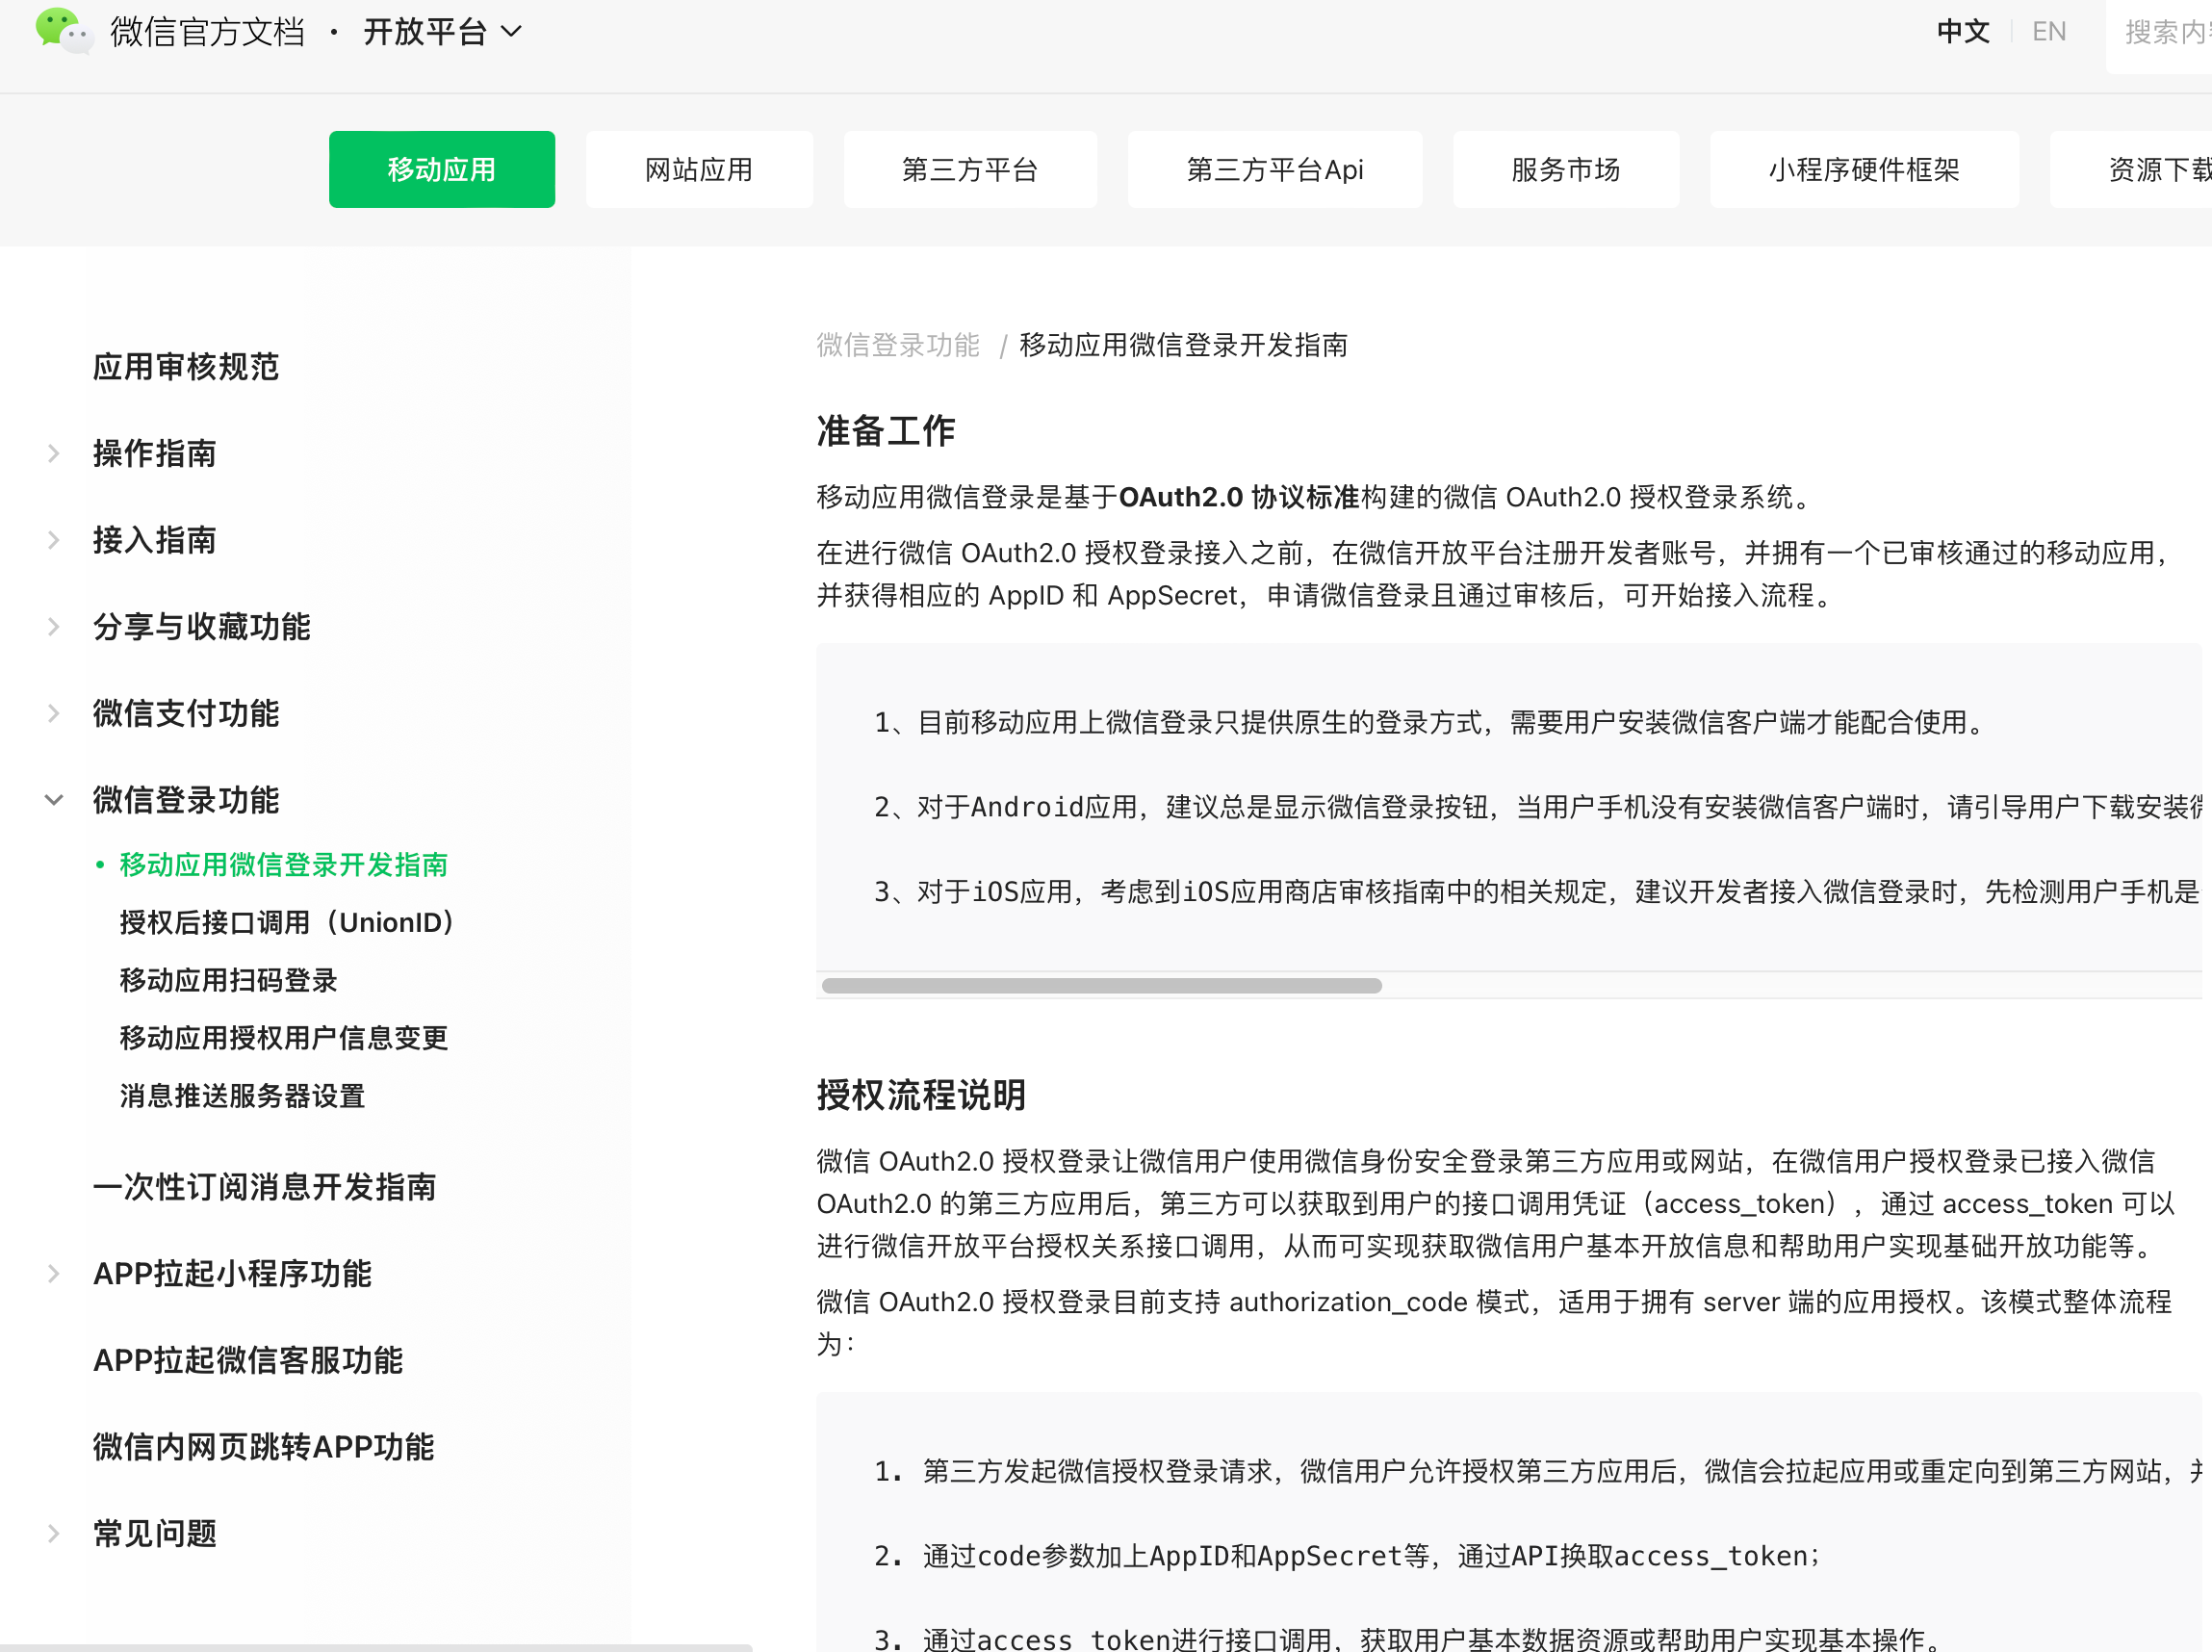 微信官方文档 · 开放平台
中文 EN 搜索内
移动应用 网站应用 第三方平台 第三方平台Api 服务市场 小程序硬件框架 资源下载
应用审核规范
操作指南
接入指南
分享与收藏功能
微信支付功能
微信登录功能
移动应用微信登录开发指南
授权后接口调用（UnionID）
移动应用扫码登录
移动应用授权用户信息变更
消息推送服务器设置
一次性订阅消息开发指南
APP拉起小程序功能
APP拉起微信客服功能
微信内网页跳转APP功能
常见问题
微信登录功能 / 移动应用微信登录开发指南
准备工作
移动应用微信登录是基于OAuth2.0 协议标准构建的微信 OAuth2.0 授权登录系统。
在进行微信 OAuth2.0 授权登录接入之前，在微信开放平台注册开发者账号，并拥有一个已审核通过的移动应用，
并获得相应的 AppID 和 AppSecret，申请微信登录且通过审核后，可开始接入流程。
1、目前移动应用上微信登录只提供原生的登录方式，需要用户安装微信客户端才能配合使用。
2、对于Android应用，建议总是显示微信登录按钮，当用户手机没有安装微信客户端时，请引导用户下载安装
3、对于iOS应用，考虑到iOS应用商店审核指南中的相关规定，建议开发者接入微信登录时，先检测用户手机是
授权流程说明
微信 OAuth2.0 授权登录让微信用户使用微信身份安全登录第三方应用或网站，在微信用户授权登录已接入微信
OAuth2.0 的第三方应用后，第三方可以获取到用户的接口调用凭证（access_token），通过 access_token 可以
进行微信开放平台授权关系接口调用，从而可实现获取微信用户基本开放信息和帮助用户实现基础开放功能等。
微信 OAuth2.0 授权登录目前支持 authorization_code 模式，适用于拥有 server 端的应用授权。该模式整体流程
为：
1. 第三方发起微信授权登录请求，微信用户允许授权第三方应用后，微信会拉起应用或重定向到第三方网站，
2. 通过code参数加上AppID和AppSecret等，通过API换取access_token；
3. 通过access_token进行接口调用，获取用户基本数据资源或帮助用户实现基本操作。